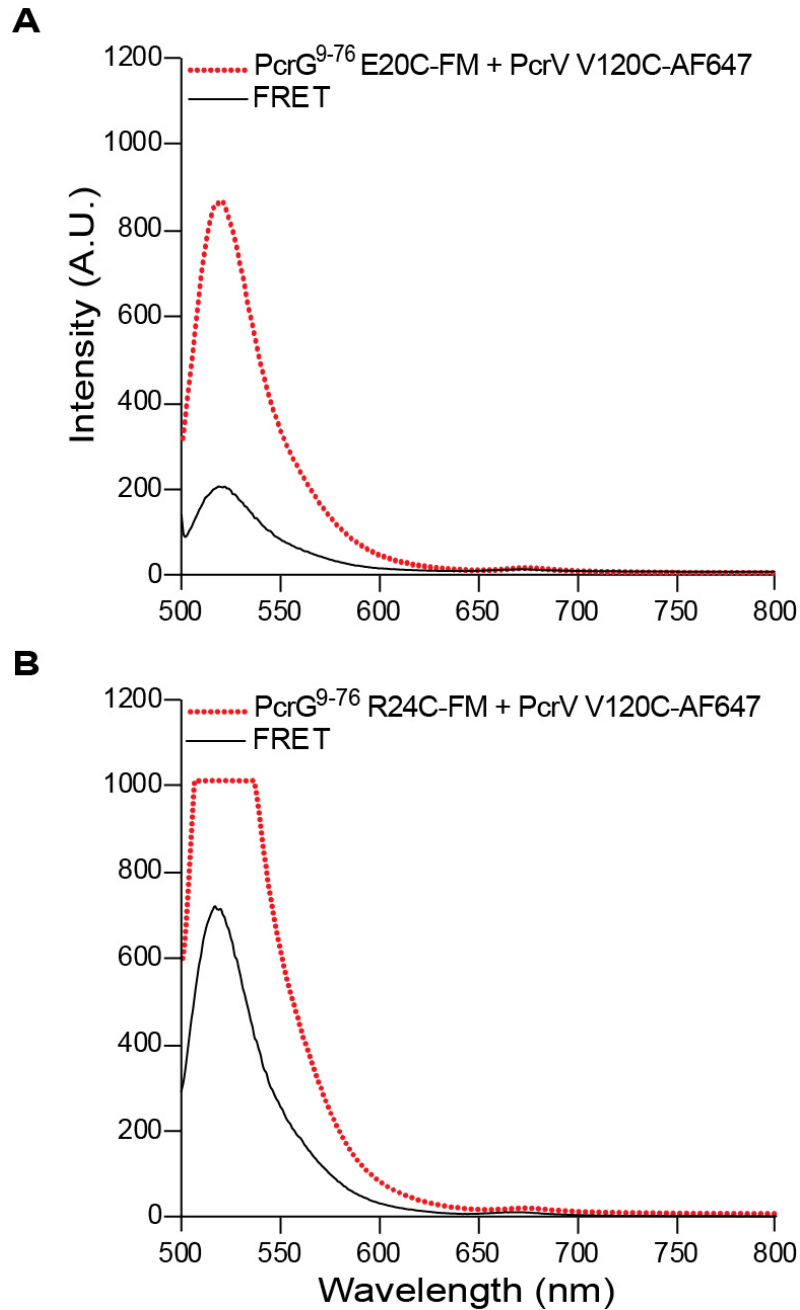 A
1200
PcrG9-76 E20C-FM + PcrV V120C-AF647
FRET
1000
800
600
400
200
0
Intensity (A.U.)
500 550 600 650 700 750 800
B
1200
PcrG9-76 R24C-FM + PcrV V120C-AF647
FRET
1000
800
600
400
200
0
500 550 600 650 700 750 800
Wavelength (nm)